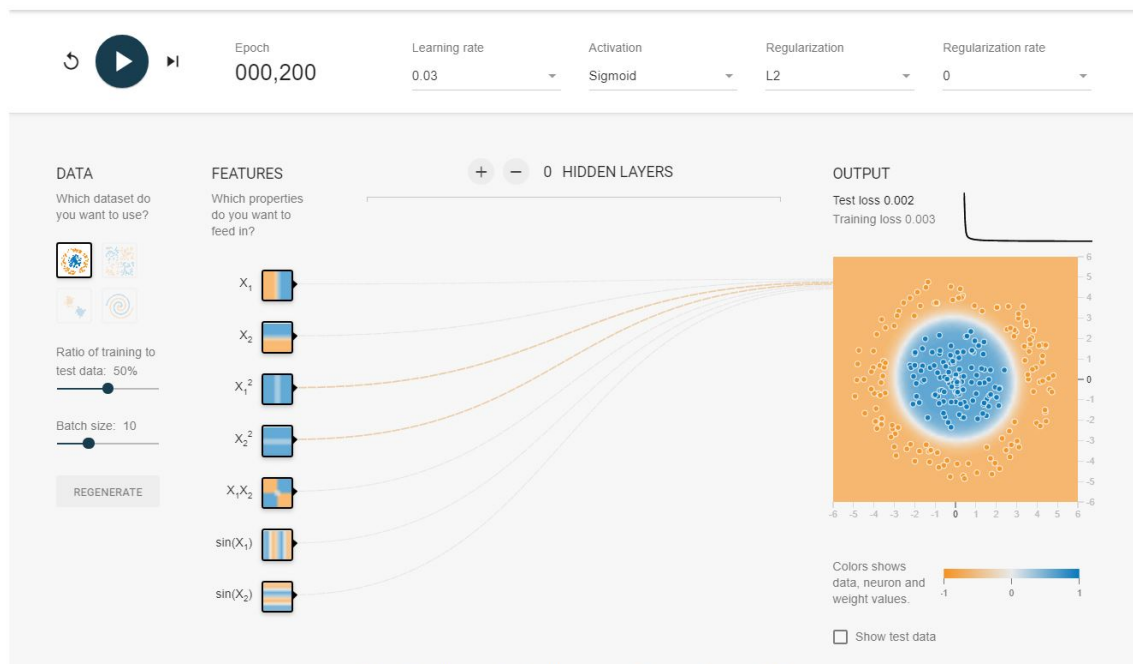 Epoch
000,200
Learning rate
0.03
Activation
Sigmoid
Regularization
L2
Regularization rate
0
DATA
Which dataset do
you want to use?
Ratio of training to
test data: 50%
Batch size: 10
REGENERATE
FEATURES
Which properties
do you want to
feed in?
X₁
X₂
X₁²
X₂²
X₁X₂
sin(X₁)
sin(X₂)
+ − 0 HIDDEN LAYERS
OUTPUT
Test loss 0.002
Training loss 0.003
6
5
4
3
2
1
0
-1
-2
-3
-4
-5
-6
-6 -5 -4 -3 -2 -1 0 1 2 3 4 5 6
Colors shows
data, neuron and
weight values.
-1 0 1
Show test data